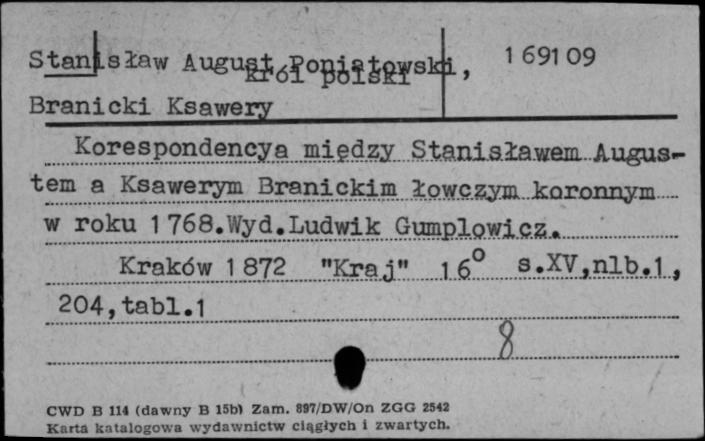 Stanisław August Poniatowski, 169109
król polski
Branicki Ksawery
Korespondencya między Stanisławem Augus-
tem a Ksawerym Branickim łowczym koronnym
w roku 1768.Wyd.Ludwik Gumplowicz.
Kraków 1872 "Kraj" 16° s.XV,nlb.1,
204,tabl.1
8
CWD B 114 (dawny B 15b) Zam. 897/DW/On ZGG 2542
Karta katalogowa wydawnictw ciągłych i zwartych.